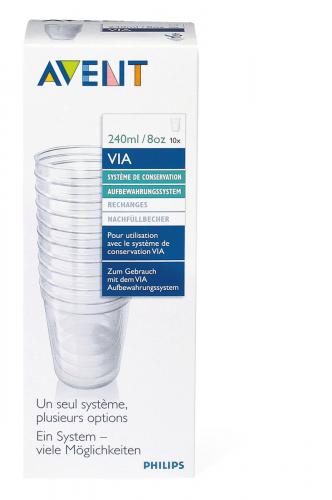 AVENT
240ml/8oz 10x
VIA
SYSTÈME DE CONSERVATION
AUFBEWAHRUNGSSYSTEM
RECHANGES
NACHFÜLLBECHER
Pour utilisation
avec le système de
conservation VIA
Zum Gebrauch
mit dem VIA
Aufbewahrungssystem
Un seul système,
plusieurs options
Ein System –
viele Möglichkeiten
PHILIPS